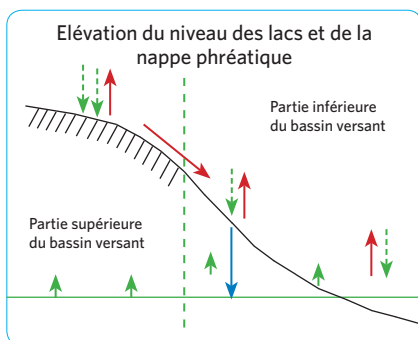 Elévation du niveau des lacs et de la
nappe phréatique
Partie inférieure
du bassin versant
Partie supérieure
du bassin versant